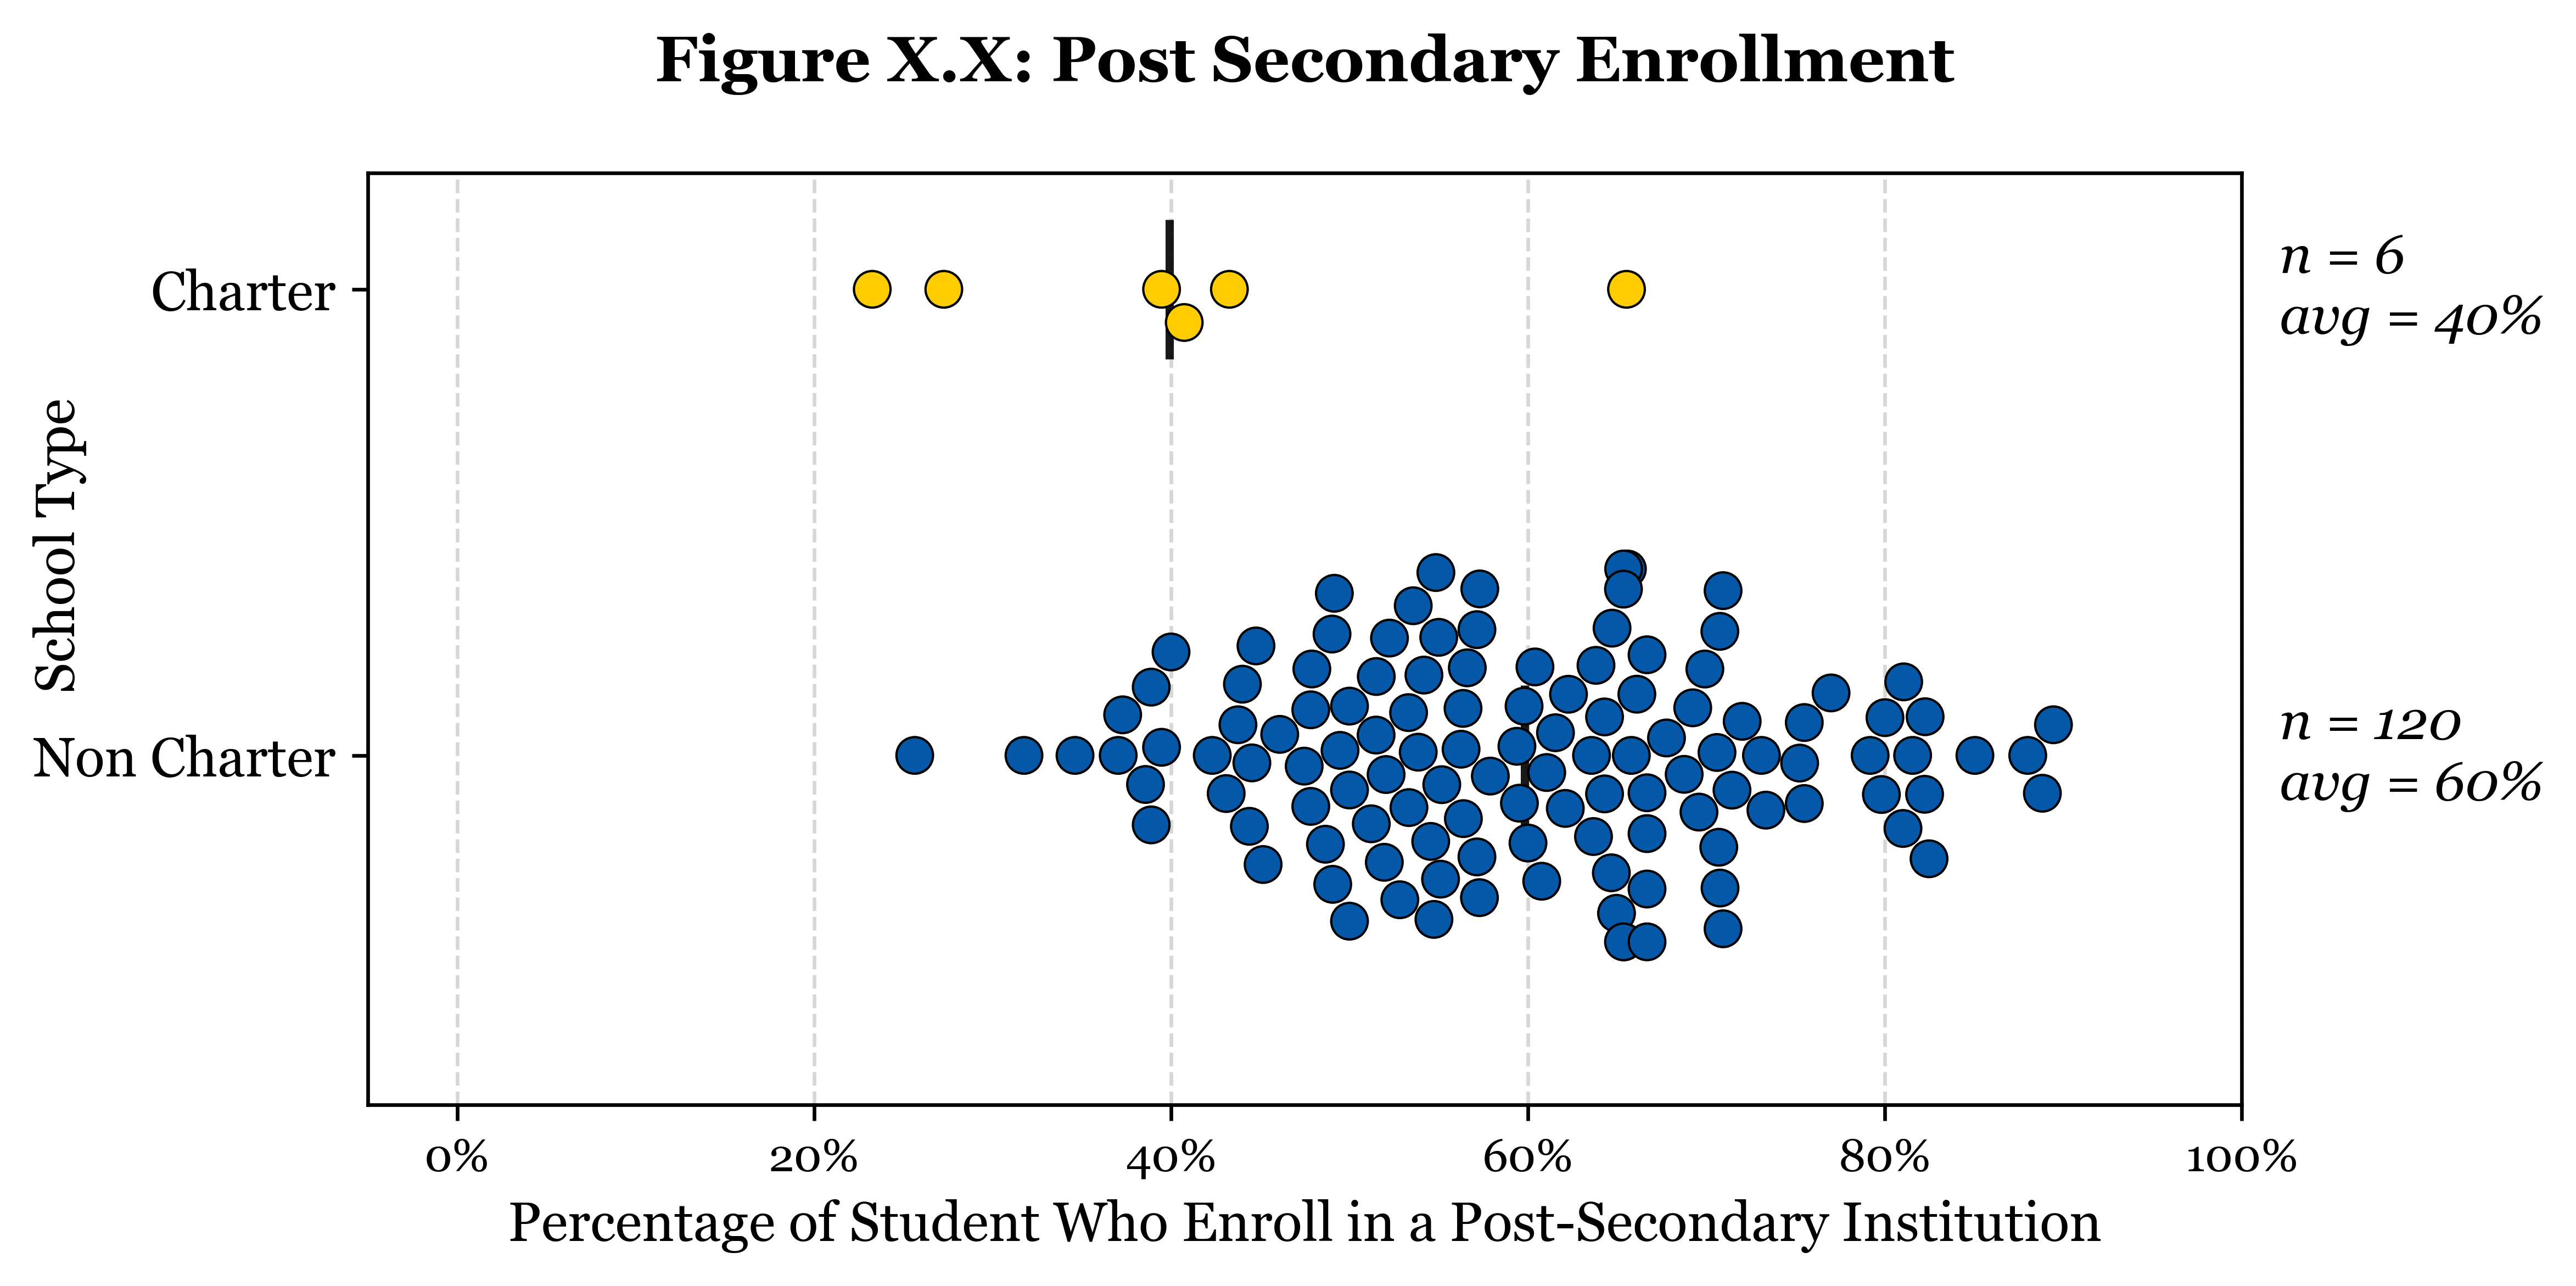 Figure X.X: Post Secondary Enrollment
Charter
n = 6
avg = 40%
School Type
Non Charter
n = 120
avg = 60%
0% 20% 40% 60% 80% 100%
Percentage of Student Who Enroll in a Post-Secondary Institution